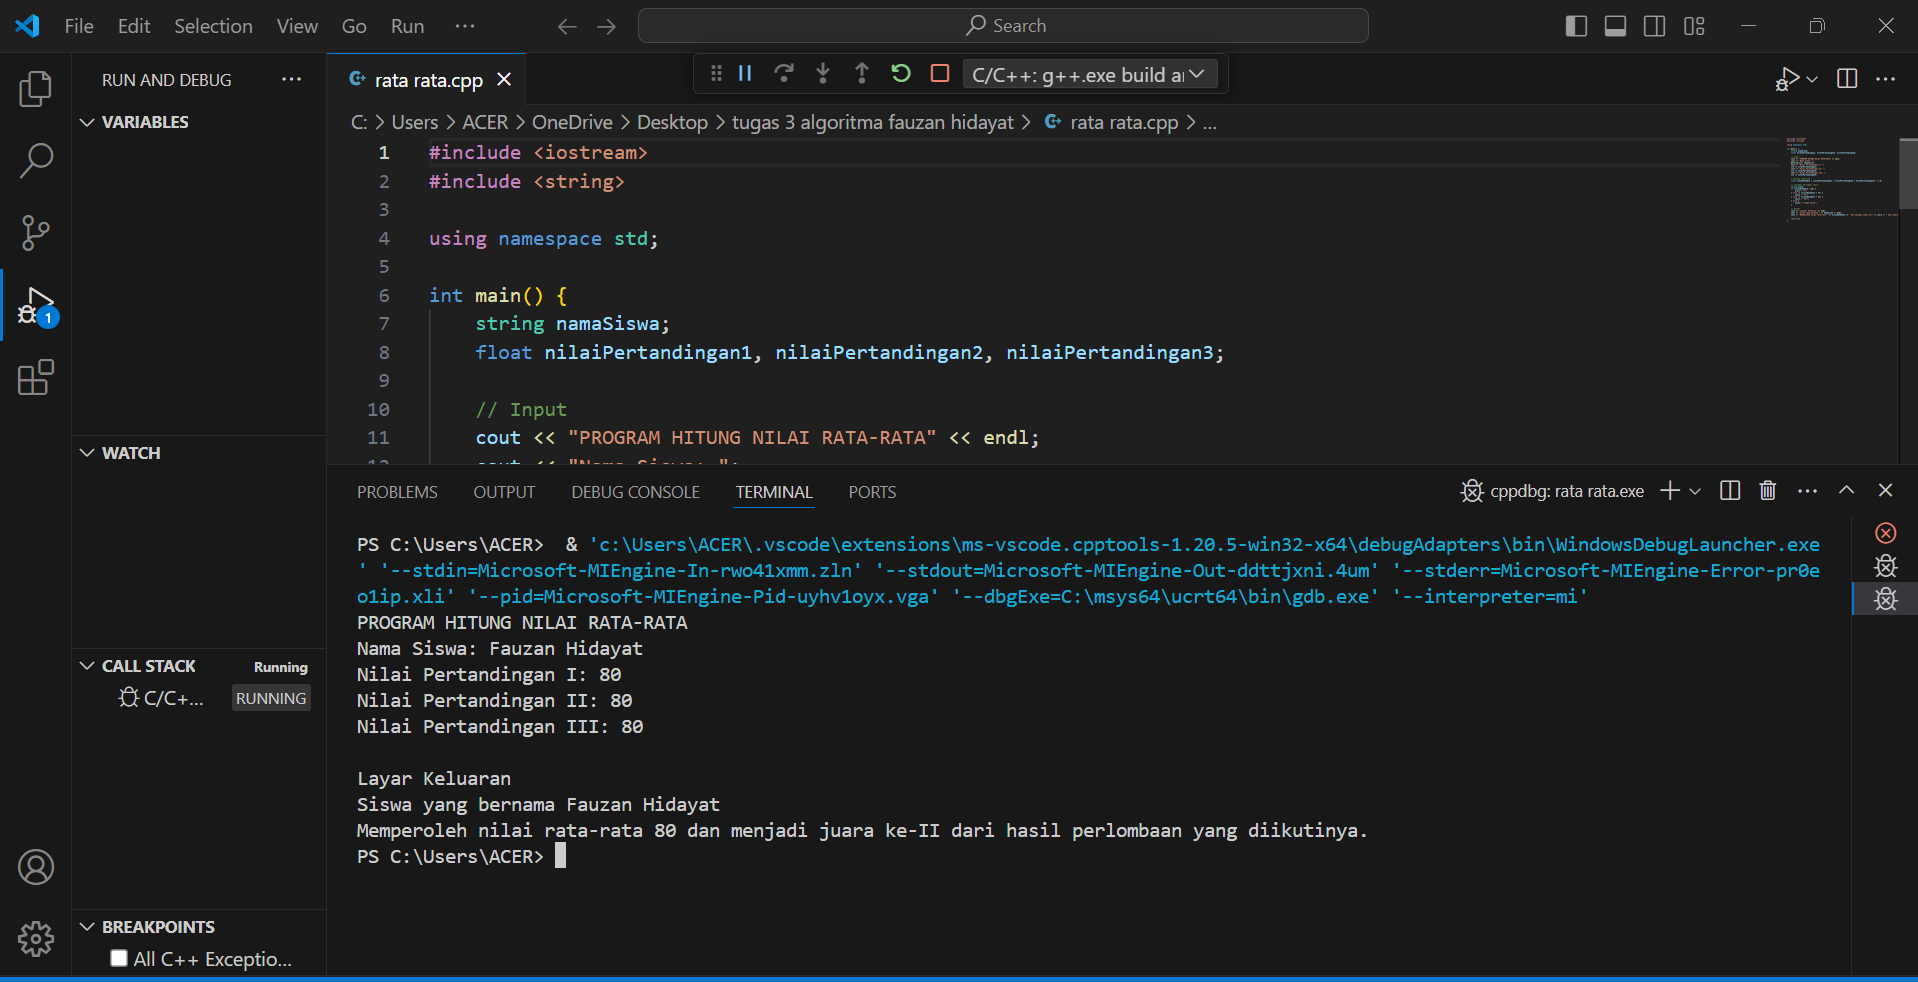 File Edit Selection View Go Run ··· Search
RUN AND DEBUG ···
VARIABLES
WATCH
CALL STACK Running
C/C+... RUNNING
BREAKPOINTS
All C++ Exceptio...
1
rata rata.cpp
C/C++: g++.exe build ar
C: > Users > ACER > OneDrive > Desktop > tugas 3 algoritma fauzan hidayat > rata rata.cpp > ...
1 #include <iostream>
2 #include <string>
3
4 using namespace std;
5
6 int main() {
7 string namaSiswa;
8 float nilaiPertandingan1, nilaiPertandingan2, nilaiPertandingan3;
9
10 // Input
11 cout << "PROGRAM HITUNG NILAI RATA-RATA" << endl;
12 cout << "Nama Siswa: ";
PROBLEMS OUTPUT DEBUG CONSOLE TERMINAL PORTS cppdbg: rata rata.exe
PS C:\Users\ACER>  & 'c:\Users\ACER\.vscode\extensions\ms-vscode.cpptools-1.20.5-win32-x64\debugAdapters\bin\WindowsDebugLauncher.exe
' '--stdin=Microsoft-MIEngine-In-rwo41xmm.zln' '--stdout=Microsoft-MIEngine-Out-ddttjxni.4um' '--stderr=Microsoft-MIEngine-Error-pr0e
o1ip.xli' '--pid=Microsoft-MIEngine-Pid-uyhv1oyx.vga' '--dbgExe=C:\msys64\ucrt64\bin\gdb.exe' '--interpreter=mi'
PROGRAM HITUNG NILAI RATA-RATA
Nama Siswa: Fauzan Hidayat
Nilai Pertandingan I: 80
Nilai Pertandingan II: 80
Nilai Pertandingan III: 80
Layar Keluaran
Siswa yang bernama Fauzan Hidayat
Memperoleh nilai rata-rata 80 dan menjadi juara ke-II dari hasil perlombaan yang diikutinya.
PS C:\Users\ACER>